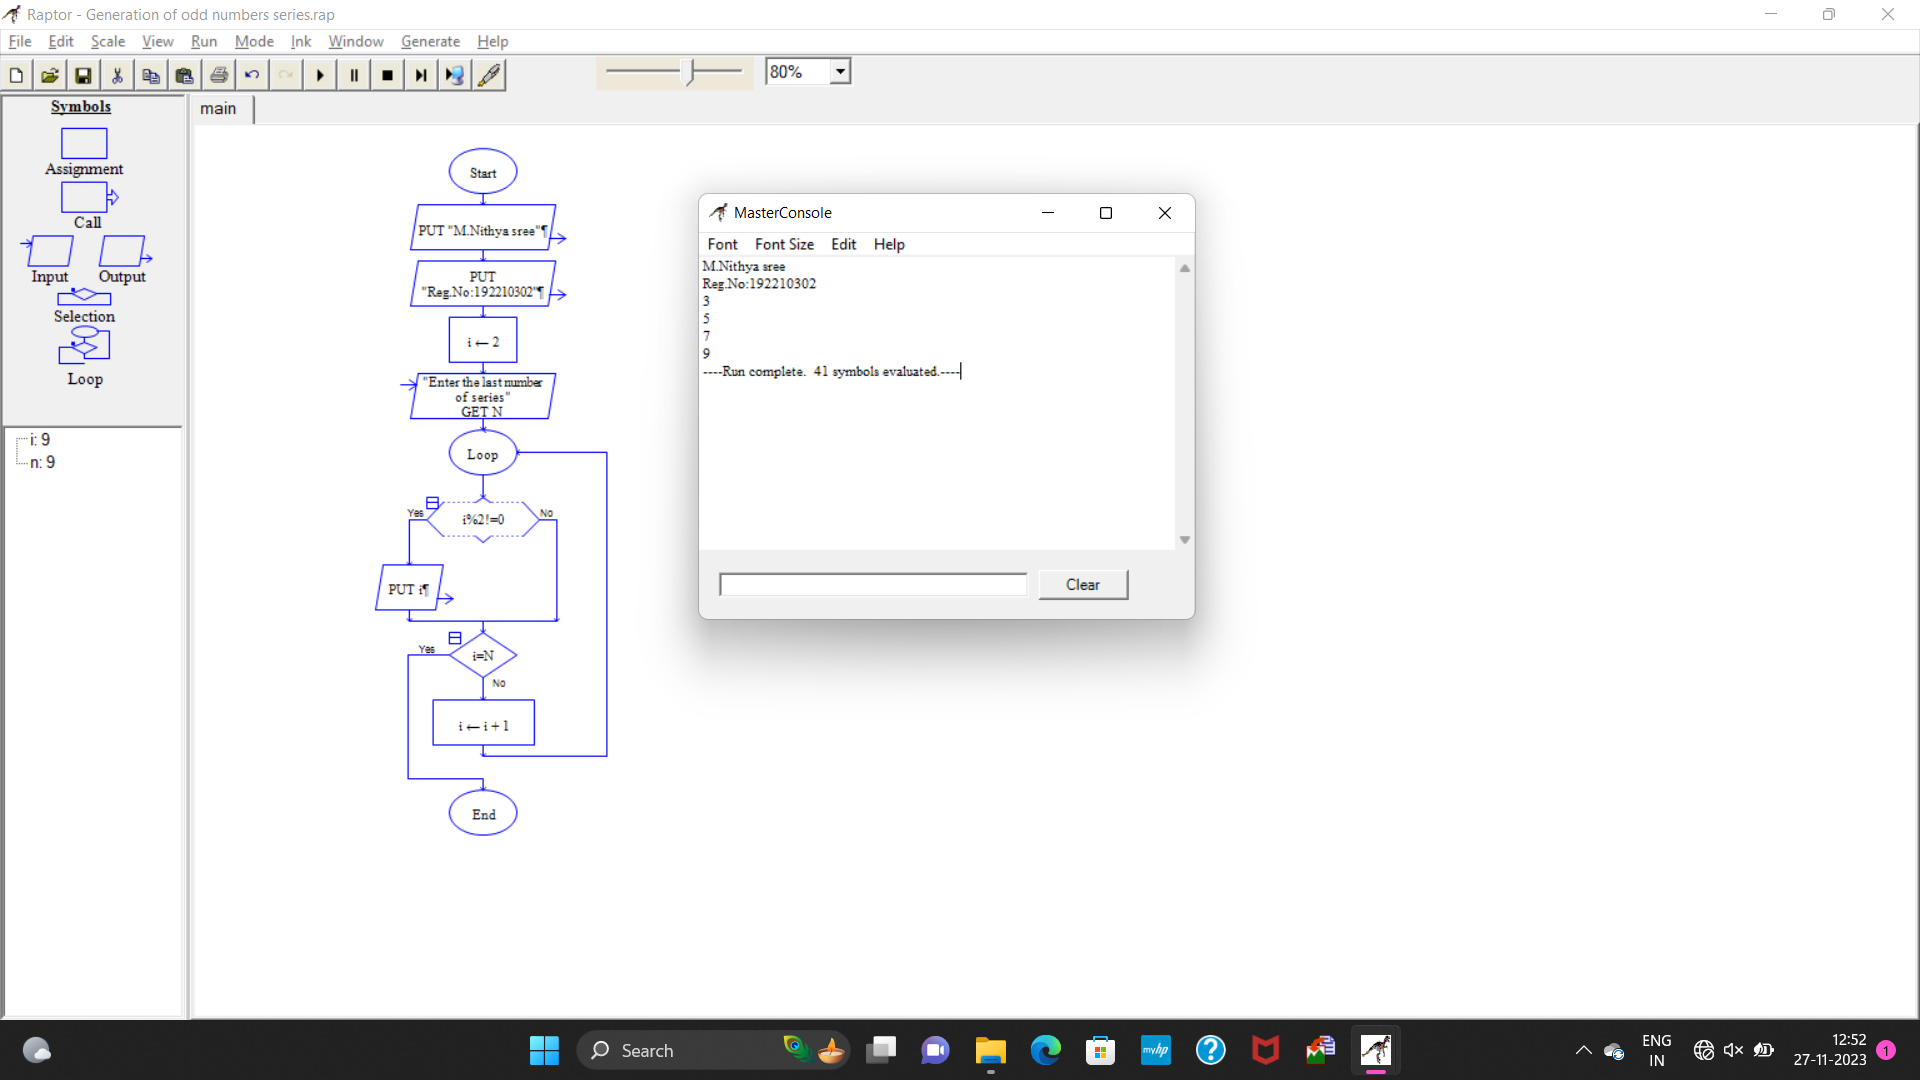 Raptor - Generation of odd numbers series.rap
File Edit Scale View Run Mode Ink Window Generate Help
80%
Symbols
Assignment
Call
Input Output
Selection
Loop
i: 9
n: 9
main
Start
PUT "M.Nithya sree"¶
PUT
"Reg.No:192210302"¶
i ← 2
"Enter the last number
of series"
GET N
Loop
Yes i%2!=0 No
PUT i¶
Yes i=N
No
i ← i + 1
End
MasterConsole
Font Font Size Edit Help
M.Nithya sree
Reg.No:192210302
3
5
7
9
----Run complete.  41 symbols evaluated.----
Clear
Search
myhp
?
ENG
IN
12:52
27-11-2023
1